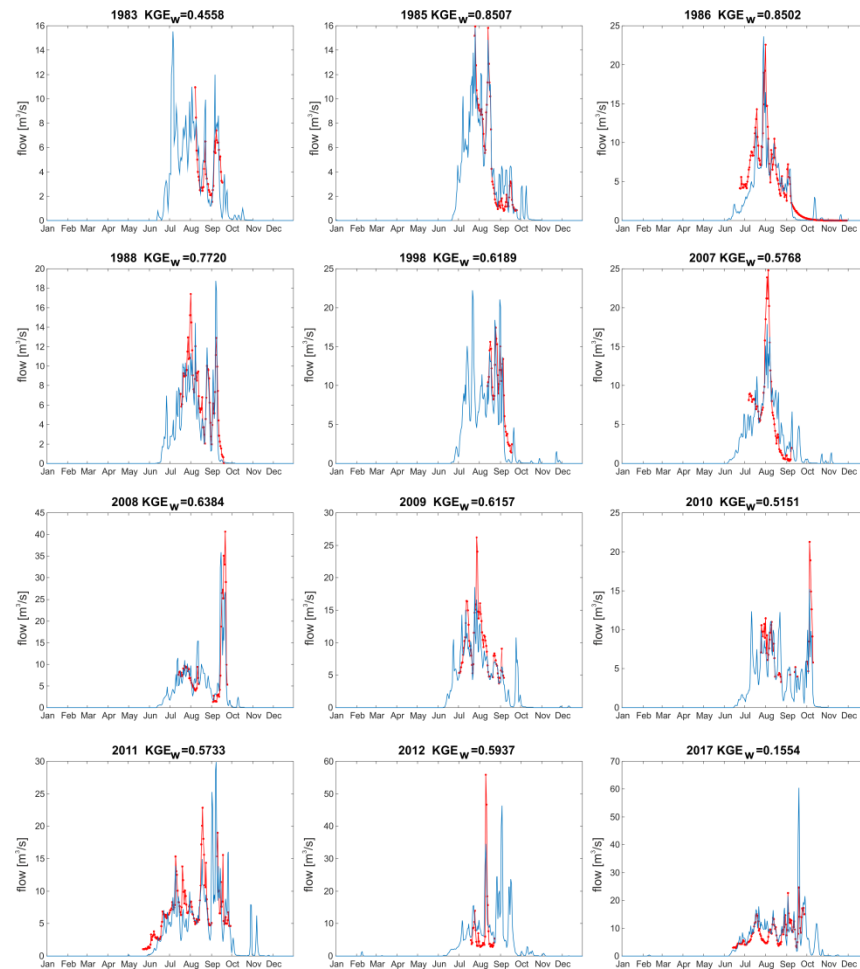 1983 KGEw=0.4558
1985 KGEw=0.8507
1986 KGEw=0.8502
flow [m³/s]
16
14
12
10
8
6
4
2
0
Jan Feb Mar Apr May Jun Jul Aug Sep Oct Nov Dec
flow [m³/s]
16
14
12
10
8
6
4
2
0
Jan Feb Mar Apr May Jun Jul Aug Sep Oct Nov Dec
flow [m³/s]
25
20
15
10
5
0
Jan Feb Mar Apr May Jun Jul Aug Sep Oct Nov Dec
1988 KGEw=0.7720
1998 KGEw=0.6189
2007 KGEw=0.5768
flow [m³/s]
20
18
16
14
12
10
8
6
4
2
0
Jan Feb Mar Apr May Jun Jul Aug Sep Oct Nov Dec
flow [m³/s]
25
20
15
10
5
0
Jan Feb Mar Apr May Jun Jul Aug Sep Oct Nov Dec
flow [m³/s]
25
20
15
10
5
0
Jan Feb Mar Apr May Jun Jul Aug Sep Oct Nov Dec
2008 KGEw=0.6384
2009 KGEw=0.6157
2010 KGEw=0.5151
flow [m³/s]
45
40
35
30
25
20
15
10
5
0
Jan Feb Mar Apr May Jun Jul Aug Sep Oct Nov Dec
flow [m³/s]
35
30
25
20
15
10
5
0
Jan Feb Mar Apr May Jun Jul Aug Sep Oct Nov Dec
flow [m³/s]
25
20
15
10
5
0
Jan Feb Mar Apr May Jun Jul Aug Sep Oct Nov Dec
2011 KGEw=0.5733
2012 KGEw=0.5937
2017 KGEw=0.1554
flow [m³/s]
30
25
20
15
10
5
0
Jan Feb Mar Apr May Jun Jul Aug Sep Oct Nov Dec
flow [m³/s]
60
50
40
30
20
10
0
Jan Feb Mar Apr May Jun Jul Aug Sep Oct Nov Dec
flow [m³/s]
70
60
50
40
30
20
10
0
Jan Feb Mar Apr May Jun Jul Aug Sep Oct Nov Dec